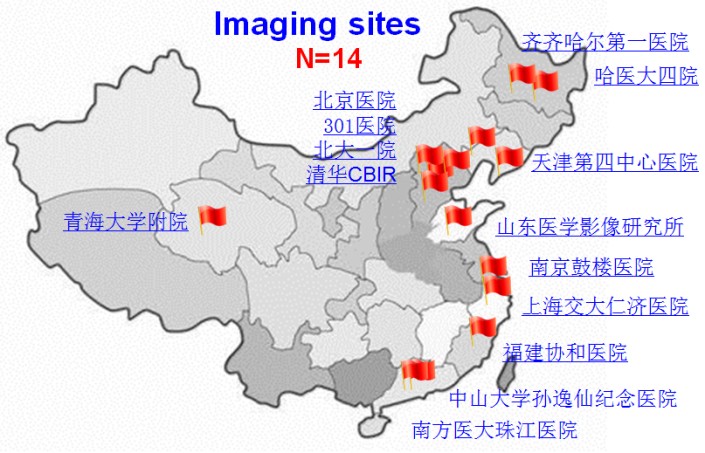 Imaging sites
N=14
齐齐哈尔第一医院
哈医大四院
北京医院
301医院
北大一院
清华CBIR
天津第四中心医院
青海大学附院
山东医学影像研究所
南京鼓楼医院
上海交大仁济医院
福建协和医院
中山大学孙逸仙纪念医院
南方医大珠江医院